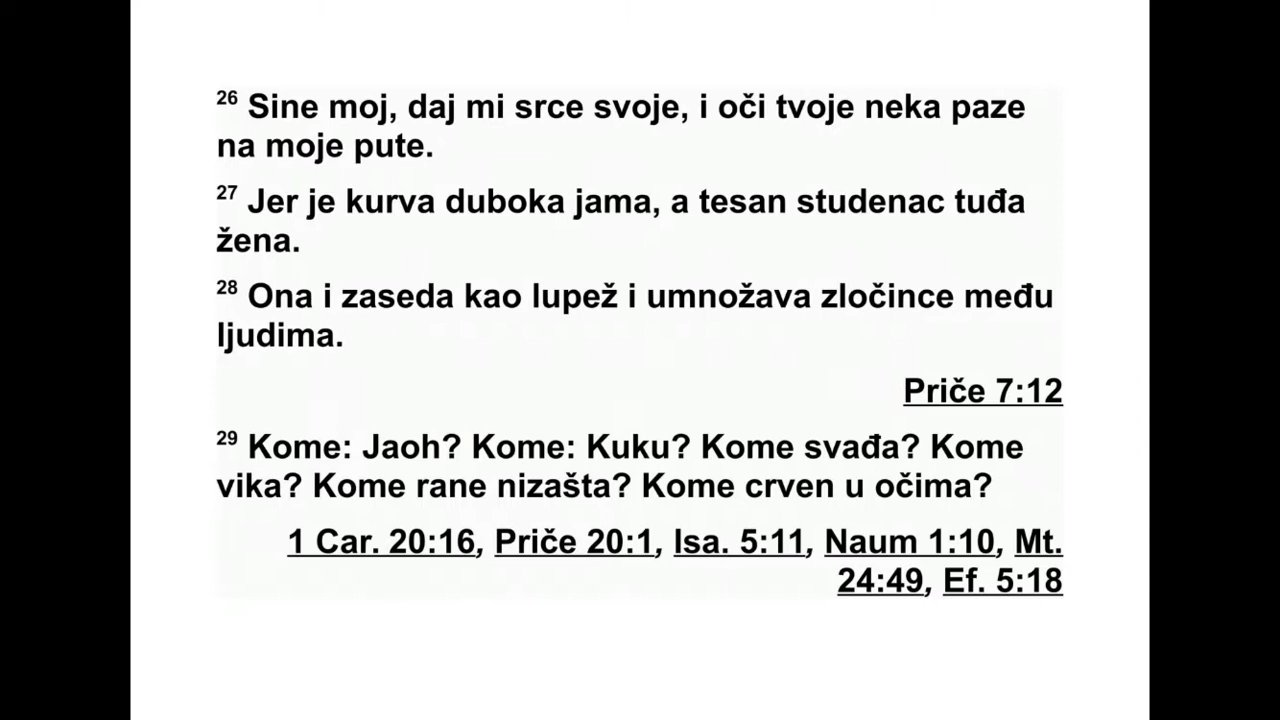 26 Sine moj, daj mi srce svoje, i oči tvoje neka paze
na moje pute.
27 Jer je kurva duboka jama, a tesan studenac tuđa
žena.
28 Ona i zaseda kao lupež i umnožava zločince među
ljudima.
Priče 7:12
29 Kome: Jaoh? Kome: Kuku? Kome svađa? Kome
vika? Kome rane nizašta? Kome crven u očima?
1 Car. 20:16, Priče 20:1, Isa. 5:11, Naum 1:10, Mt.
24:49, Ef. 5:18